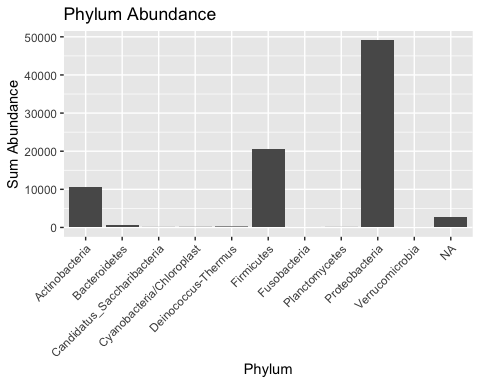 Phylum Abundance
50000
40000
30000
20000
10000
0
Sum Abundance
Actinobacteria
Bacteroidetes
Candidatus_Saccharibacteria
Cyanobacteria/Chloroplast
Deinococcus-Thermus
Firmicutes
Fusobacteria
Planctomycetes
Proteobacteria
Verrucomicrobia
NA
Phylum